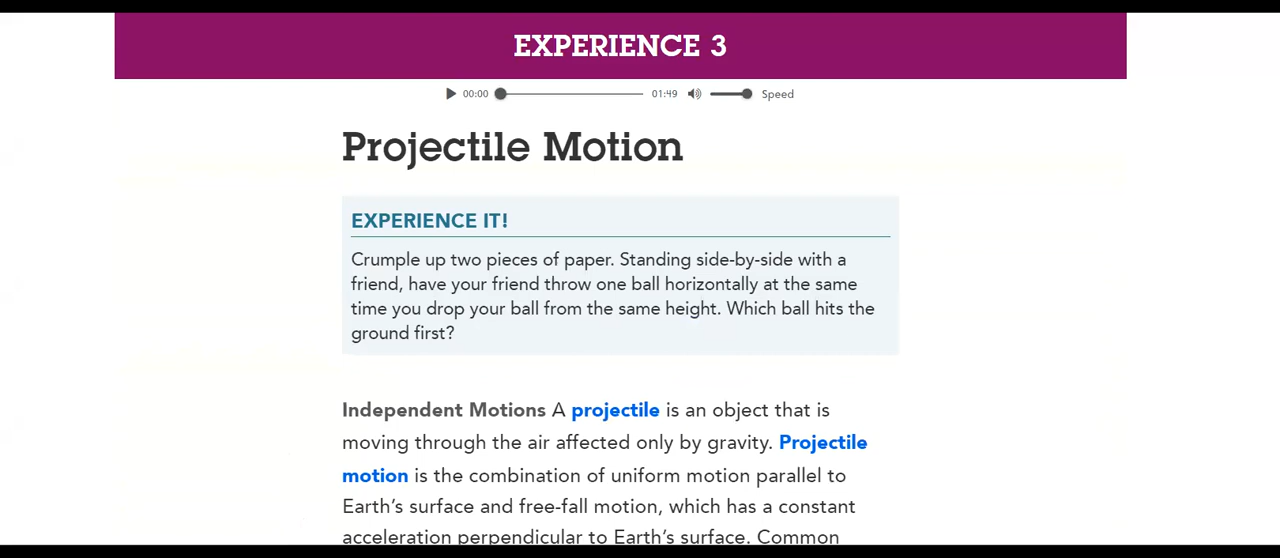 EXPERIENCE 3
00:00 01:49 Speed
Projectile Motion
EXPERIENCE IT!
Crumple up two pieces of paper. Standing side-by-side with a
friend, have your friend throw one ball horizontally at the same
time you drop your ball from the same height. Which ball hits the
ground first?
Independent Motions A projectile is an object that is
moving through the air affected only by gravity. Projectile
motion is the combination of uniform motion parallel to
Earth's surface and free-fall motion, which has a constant
acceleration perpendicular to Earth's surface. Common